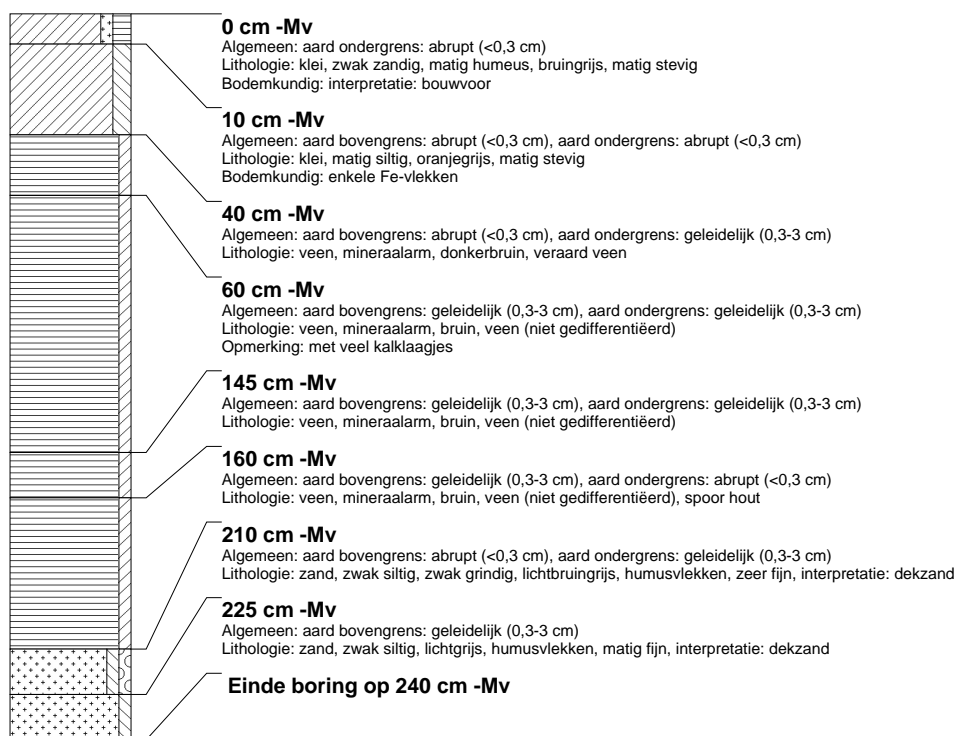 0 cm -Mv
Algemeen: aard ondergrens: abrupt (<0,3 cm)
Lithologie: klei, zwak zandig, matig humeus, bruingrijs, matig stevig
Bodemkundig: interpretatie: bouwvoor
10 cm -Mv
Algemeen: aard bovengrens: abrupt (<0,3 cm), aard ondergrens: abrupt (<0,3 cm)
Lithologie: klei, matig siltig, oranjegrijs, matig stevig
Bodemkundig: enkele Fe-vlekken
40 cm -Mv
Algemeen: aard bovengrens: abrupt (<0,3 cm), aard ondergrens: geleidelijk (0,3-3 cm)
Lithologie: veen, mineraalarm, donkerbruin, veraard veen
60 cm -Mv
Algemeen: aard bovengrens: geleidelijk (0,3-3 cm), aard ondergrens: geleidelijk (0,3-3 cm)
Lithologie: veen, mineraalarm, bruin, veen (niet gedifferentiëerd)
Opmerking: met veel kalklaagjes
145 cm -Mv
Algemeen: aard bovengrens: geleidelijk (0,3-3 cm), aard ondergrens: geleidelijk (0,3-3 cm)
Lithologie: veen, mineraalarm, bruin, veen (niet gedifferentiëerd)
160 cm -Mv
Algemeen: aard bovengrens: geleidelijk (0,3-3 cm), aard ondergrens: abrupt (<0,3 cm)
Lithologie: veen, mineraalarm, bruin, veen (niet gedifferentiëerd), spoor hout
210 cm -Mv
Algemeen: aard bovengrens: abrupt (<0,3 cm), aard ondergrens: geleidelijk (0,3-3 cm)
Lithologie: zand, zwak siltig, zwak grindig, lichtbruingrijs, humusvlekken, zeer fijn, interpretatie: dekzand
225 cm -Mv
Algemeen: aard bovengrens: geleidelijk (0,3-3 cm)
Lithologie: zand, zwak siltig, lichtgrijs, humusvlekken, matig fijn, interpretatie: dekzand
Einde boring op 240 cm -Mv